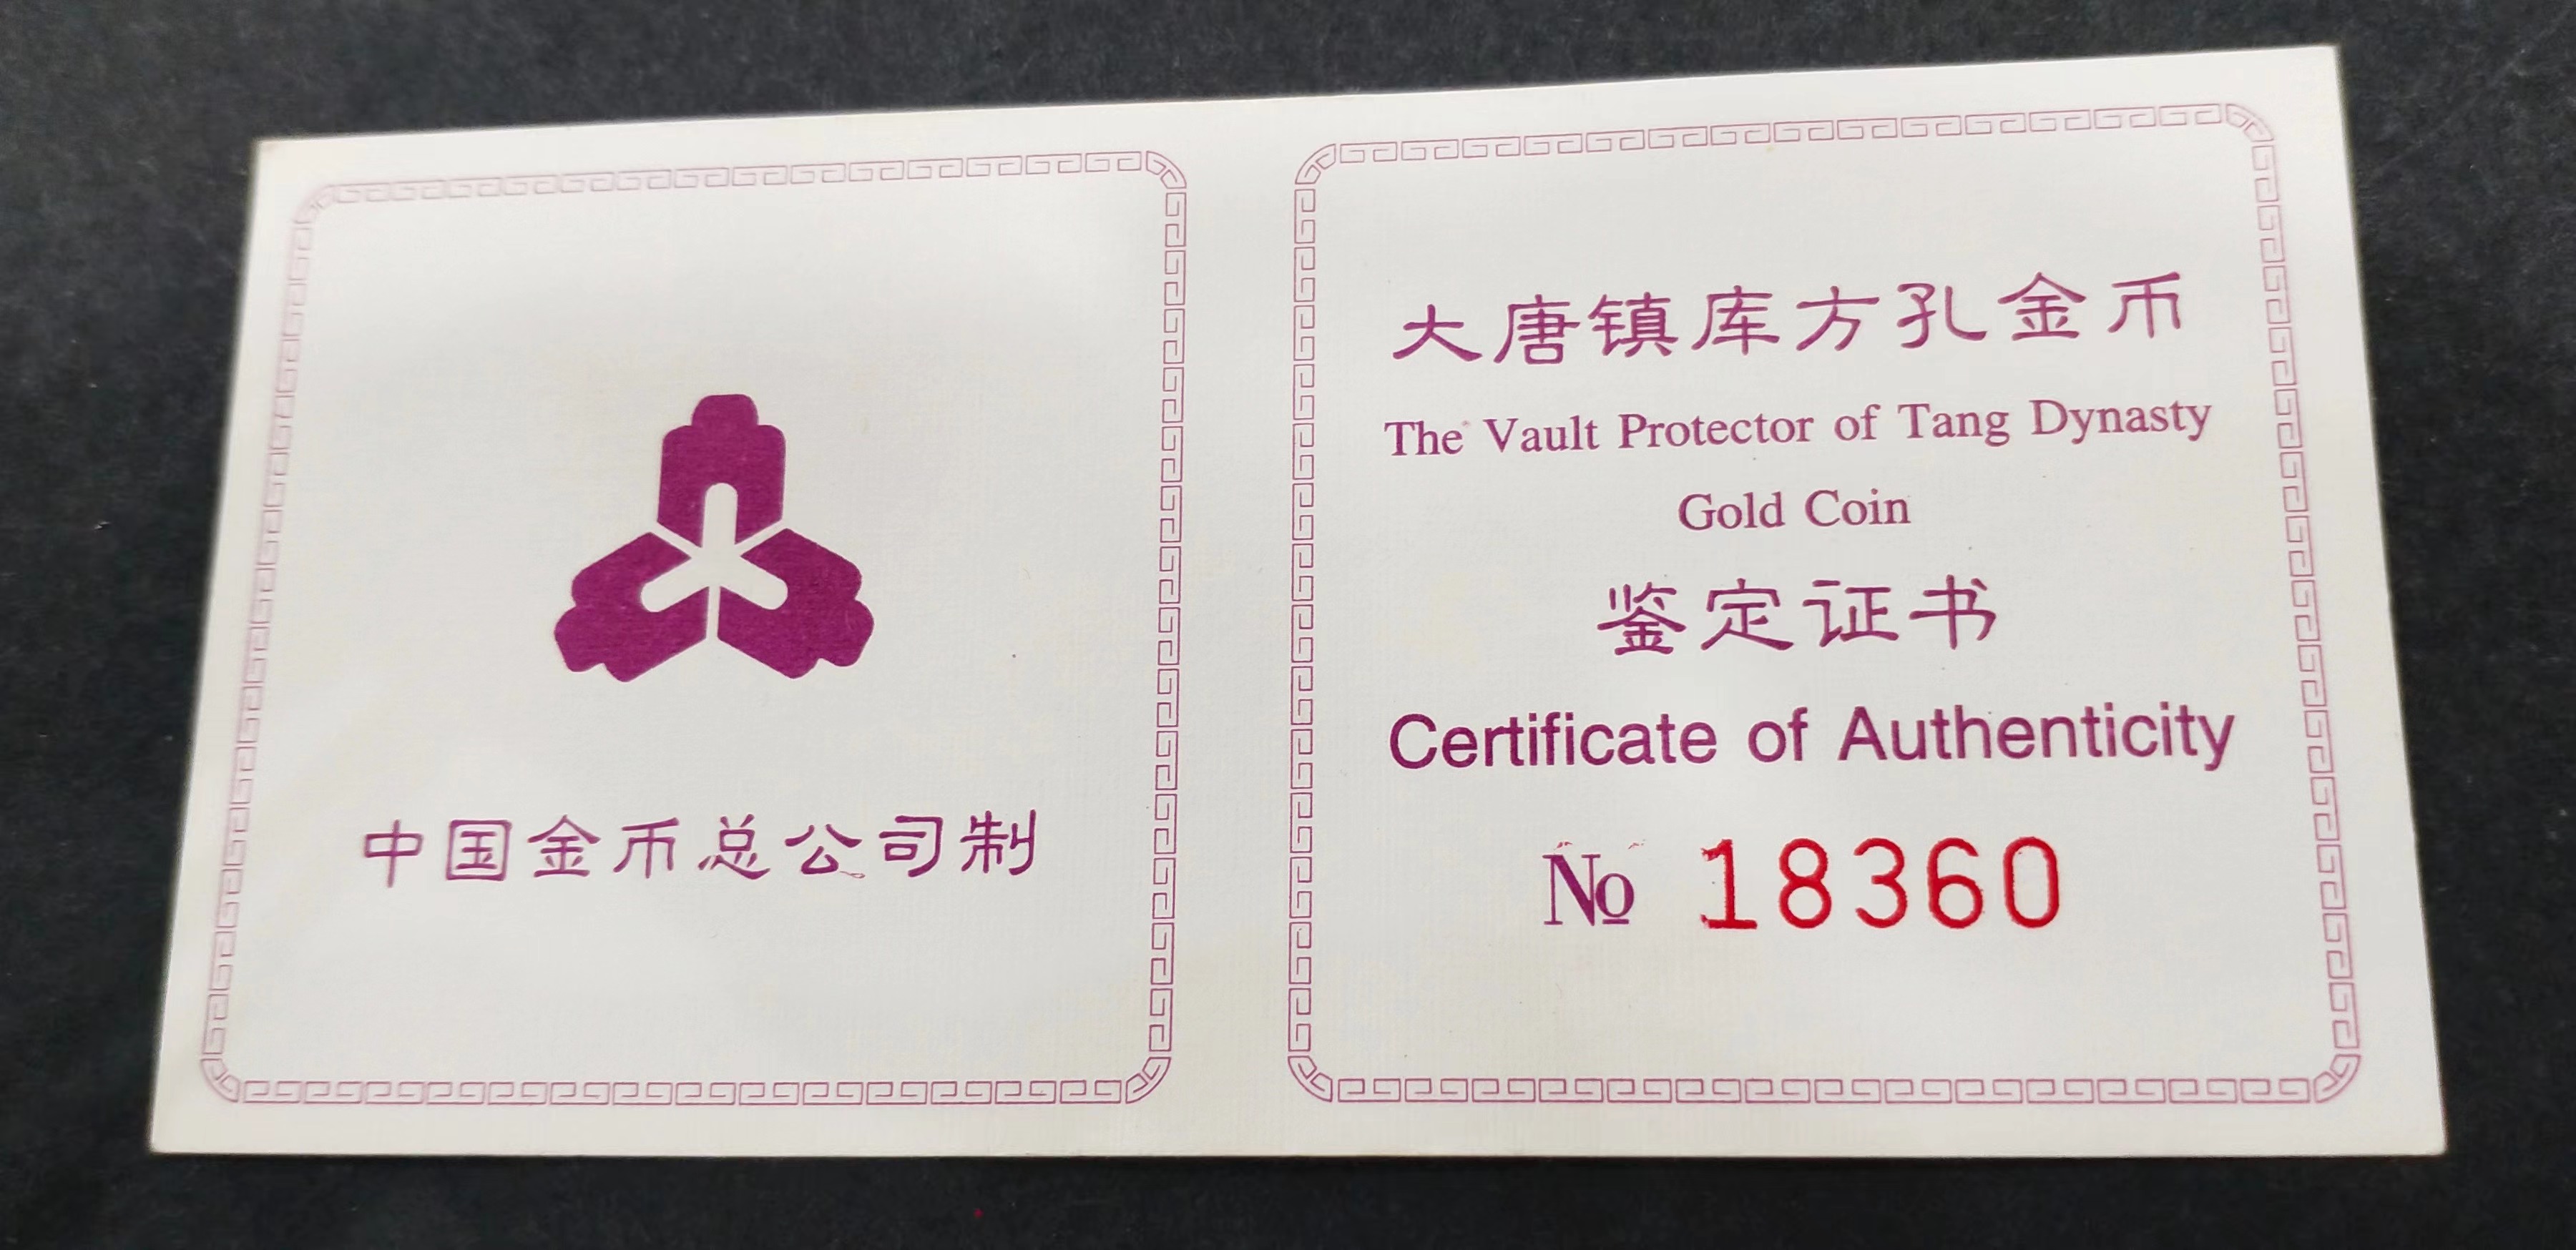 中国金币总公司制
大唐镇库方孔金币
The Vault Protector of Tang Dynasty
Gold Coin
鉴定证书
Certificate of Authenticity
№ 18360